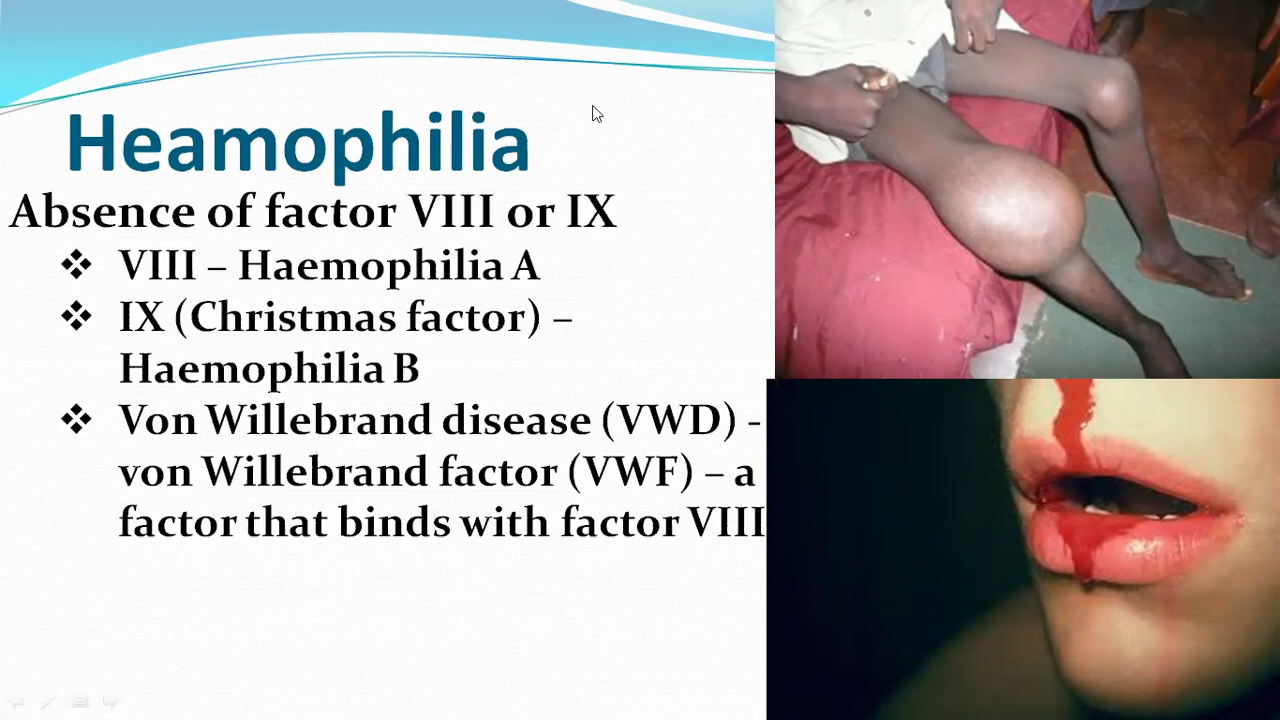 Heamophilia
Absence of factor VIII or IX
❖ VIII – Haemophilia A
❖ IX (Christmas factor) –
Haemophilia B
❖ Von Willebrand disease (VWD) -
von Willebrand factor (VWF) – a
factor that binds with factor VIII